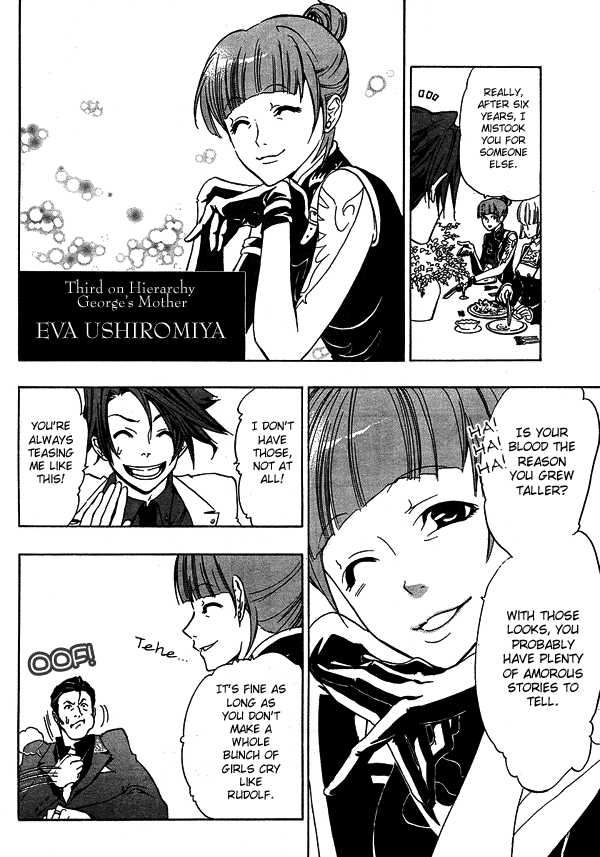 REALLY,
AFTER SIX
YEARS, I
MISTOOK
YOU FOR
SOMEONE
ELSE.
Third on Hierarchy
George's Mother
EVA USHIROMIYA
IS YOUR
BLOOD THE
REASON
YOU GREW
TALLER?
HA!
HA!
HA!
WITH THOSE
LOOKS, YOU
PROBABLY
HAVE PLENTY
OF AMOROUS
STORIES TO
TELL.
I DON'T
HAVE
THOSE,
NOT AT
ALL!
YOU'RE
ALWAYS
TEASING
ME LIKE
THIS!
Tehe...
IT'S FINE AS
LONG AS
YOU DON'T
MAKE A
WHOLE
BUNCH OF
GIRLS CRY
LIKE
RUDOLF.
OOF!